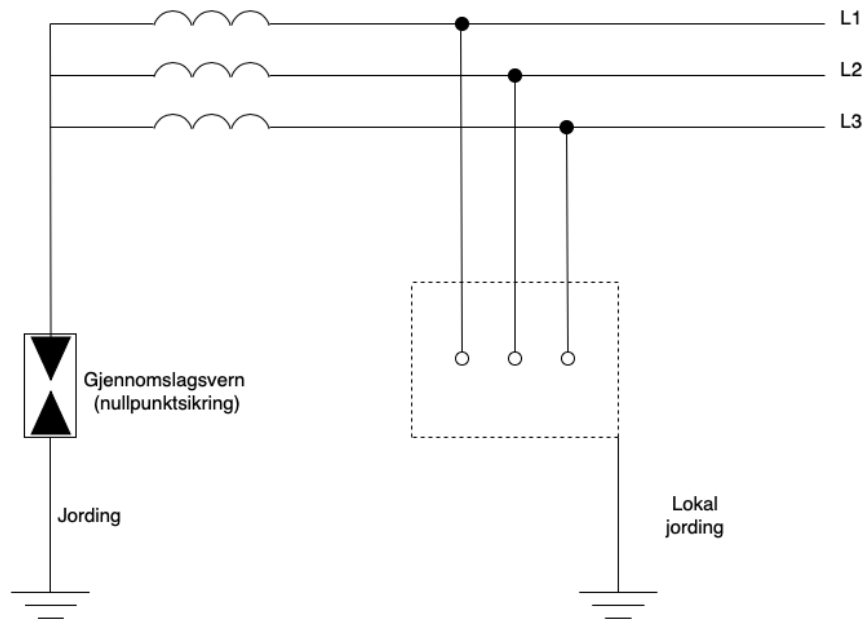 L1
L2
L3
Gjennomslagsvern
(nullpunktsikring)
Jording
Lokal
jording